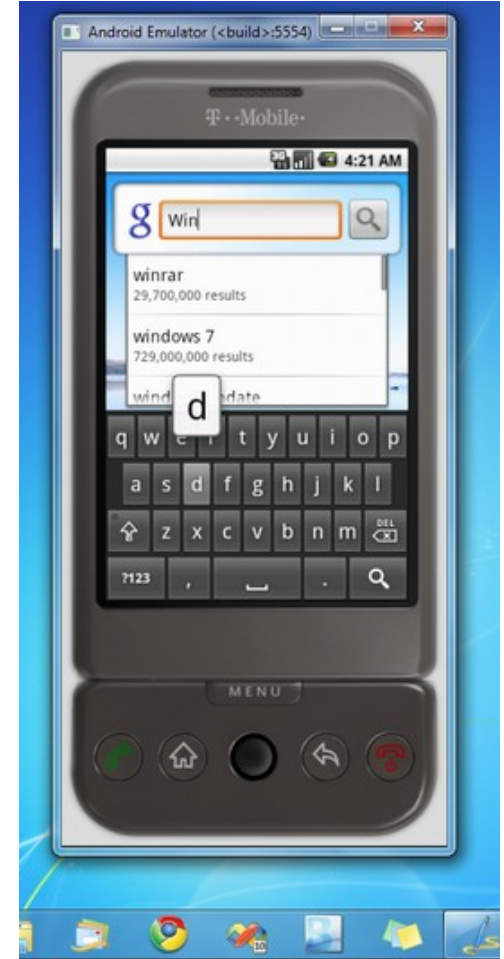 Android Emulator (<build>:5554)
T··Mobile·
3G 4:21 AM
g Win
winrar
29,700,000 results
windows 7
729,000,000 results
d
q w t y u i o p
a s d f g h j k l
z x c v b n m DEL
?123 , .
MENU